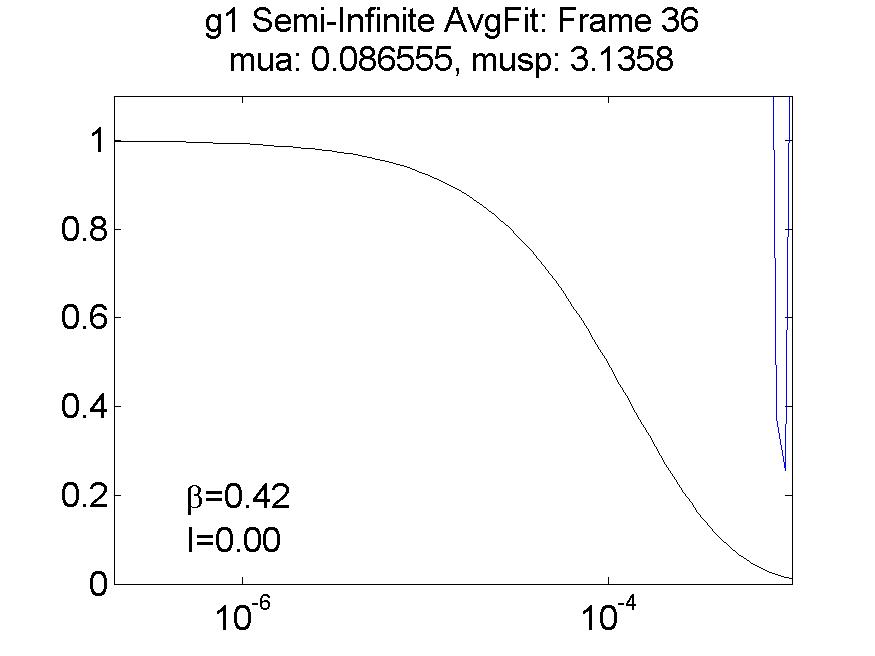 g1 Semi-Infinite AvgFit: Frame 36
mua: 0.086555, musp: 3.1358
1
0.8
0.6
0.4
0.2
0
β=0.42
I=0.00
10^-6
10^-4